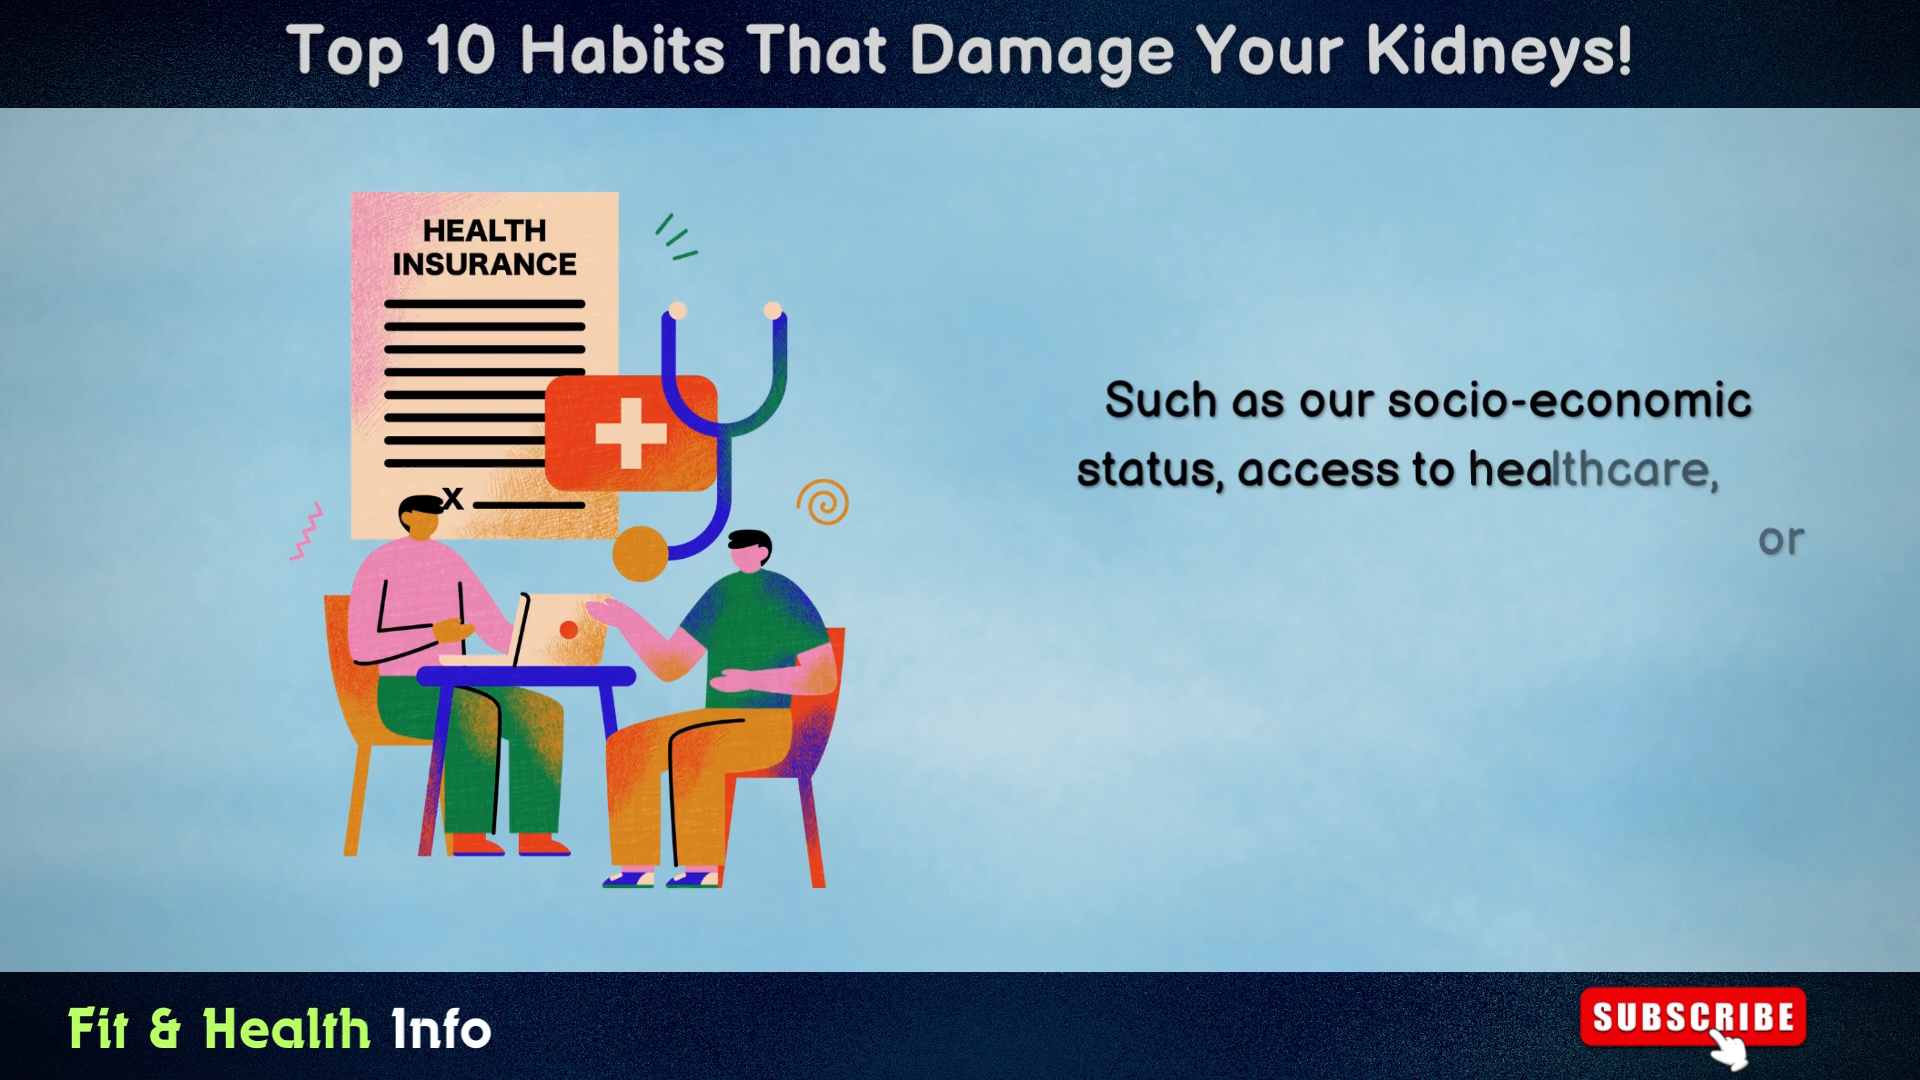 Top 10 Habits That Damage Your Kidneys!
HEALTH
INSURANCE
X
Such as our socio-economic
status, access to healthcare,
or
Fit & Health Info
SUBSCRIBE